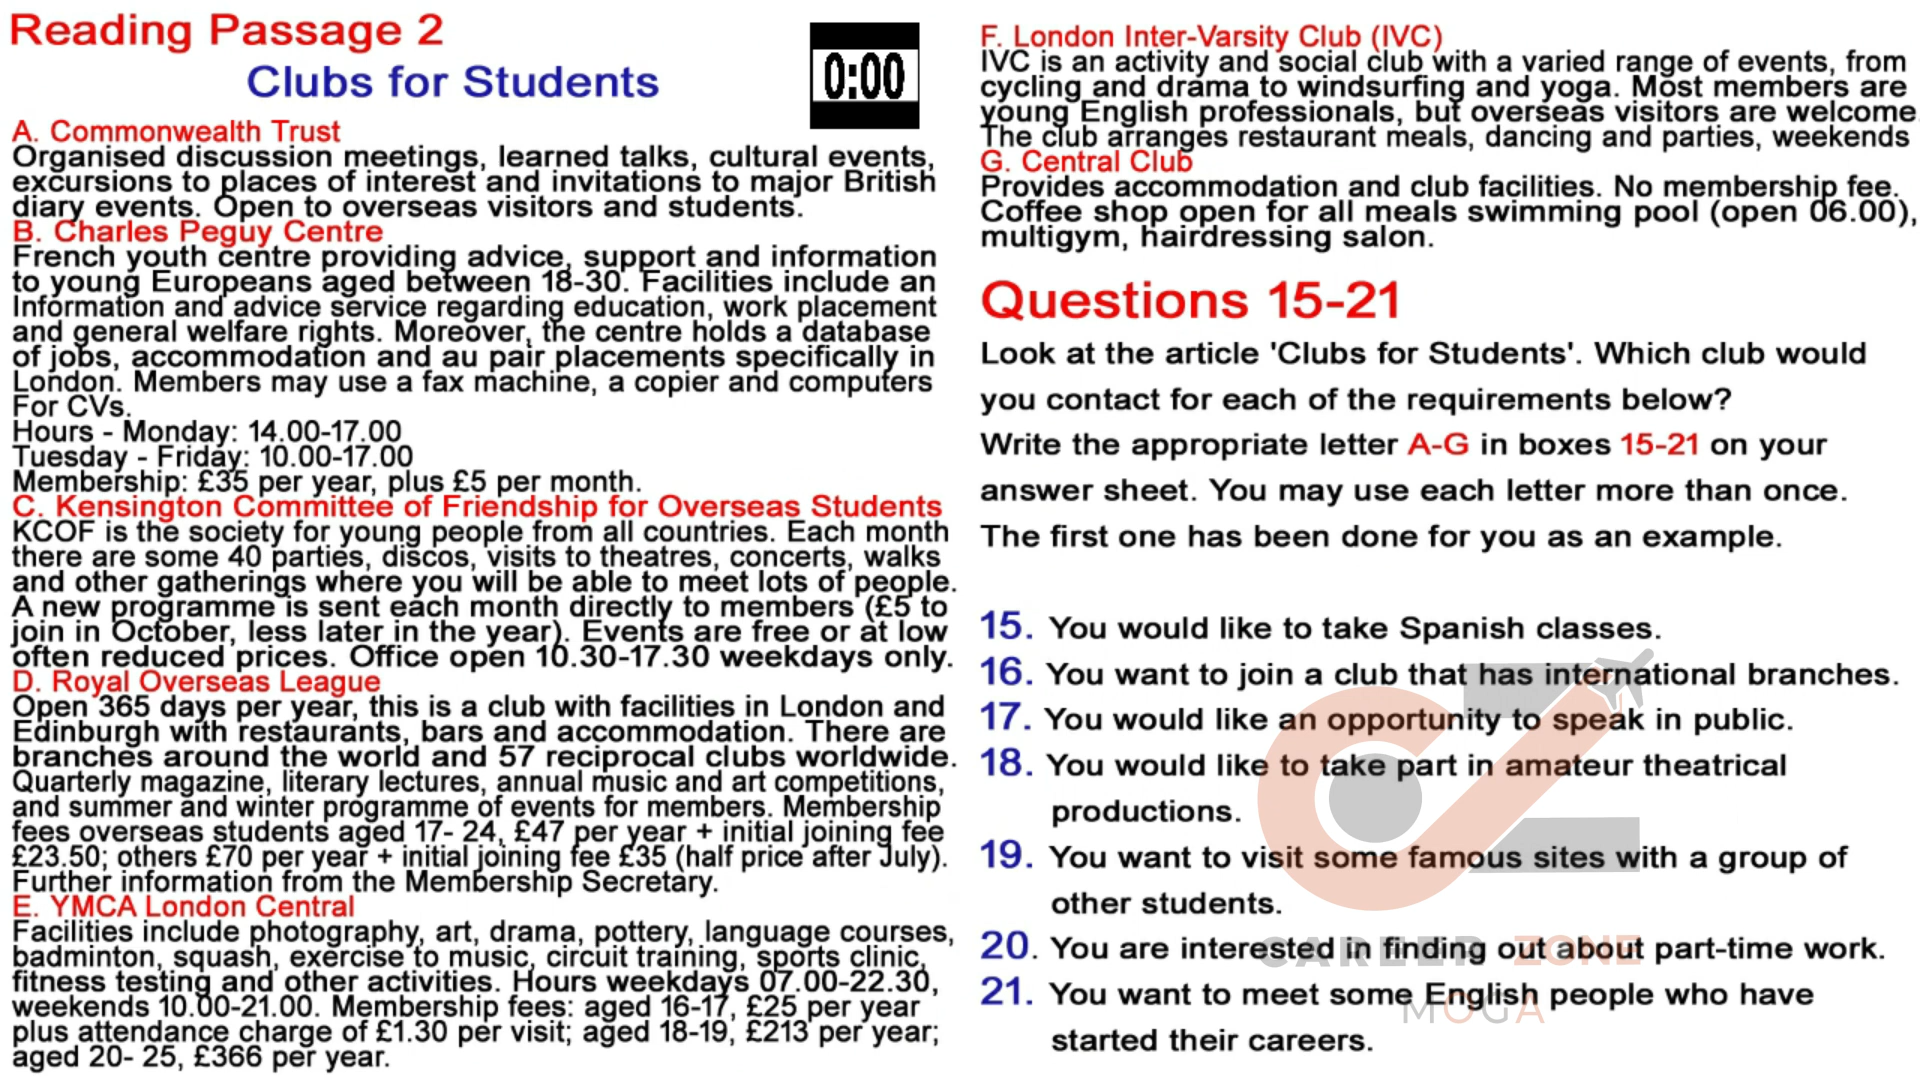 Reading Passage 2
Clubs for Students
0:00
A. Commonwealth Trust
Organised discussion meetings, learned talks, cultural events,
excursions to places of interest and invitations to major British
diary events. Open to overseas visitors and students.
B. Charles Peguy Centre
French youth centre providing advice, support and information
to young Europeans aged between 18-30. Facilities include an
Information and advice service regarding education, work placement
and general welfare rights. Moreover, the centre holds a database
of jobs, accommodation and au pair placements specifically in
London. Members may use a fax machine, a copier and computers
For CVs.
Hours - Monday: 14.00-17.00
Tuesday - Friday: 10.00-17.00
Membership: £35 per year, plus £5 per month.
C. Kensington Committee of Friendship for Overseas Students
KCOF is the society for young people from all countries. Each month
there are some 40 parties, discos, visits to theatres, concerts, walks
and other gatherings where you will be able to meet lots of people.
A new programme is sent each month directly to members (£5 to
join in October, less later in the year). Events are free or at low
often reduced prices. Office open 10.30-17.30 weekdays only.
D. Royal Overseas League
Open 365 days per year, this is a club with facilities in London and
Edinburgh with restaurants, bars and accommodation. There are
branches around the world and 57 reciprocal clubs worldwide.
Quarterly magazine, literary lectures, annual music and art competitions,
and summer and winter programme of events for members. Membership
fees overseas students aged 17- 24, £47 per year + initial joining fee
£23.50; others £70 per year + initial joining fee £35 (half price after July).
Further information from the Membership Secretary.
E. YMCA London Central
Facilities include photography, art, drama, pottery, language courses,
badminton, squash, exercise to music, circuit training, sports clinic,
fitness testing and other activities. Hours weekdays 07.00-22.30,
weekends 10.00-21.00. Membership fees: aged 16-17, £25 per year
plus attendance charge of £1.30 per visit; aged 18-19, £213 per year;
aged 20- 25, £366 per year.
F. London Inter-Varsity Club (IVC)
IVC is an activity and social club with a varied range of events, from
cycling and drama to windsurfing and yoga. Most members are
young English professionals, but overseas visitors are welcome.
The club arranges restaurant meals, dancing and parties, weekends
G. Central Club
Provides accommodation and club facilities. No membership fee.
Coffee shop open for all meals swimming pool (open 06.00),
multigym, hairdressing salon.
Questions 15-21
Look at the article 'Clubs for Students'. Which club would
you contact for each of the requirements below?
Write the appropriate letter A-G in boxes 15-21 on your
answer sheet. You may use each letter more than once.
The first one has been done for you as an example.
15. You would like to take Spanish classes.
16. You want to join a club that has international branches.
17. You would like an opportunity to speak in public.
18. You would like to take part in amateur theatrical
productions.
19. You want to visit some famous sites with a group of
other students.
20. You are interested in finding out about part-time work.
21. You want to meet some English people who have
started their careers.
CAREER ZONE
MOGA